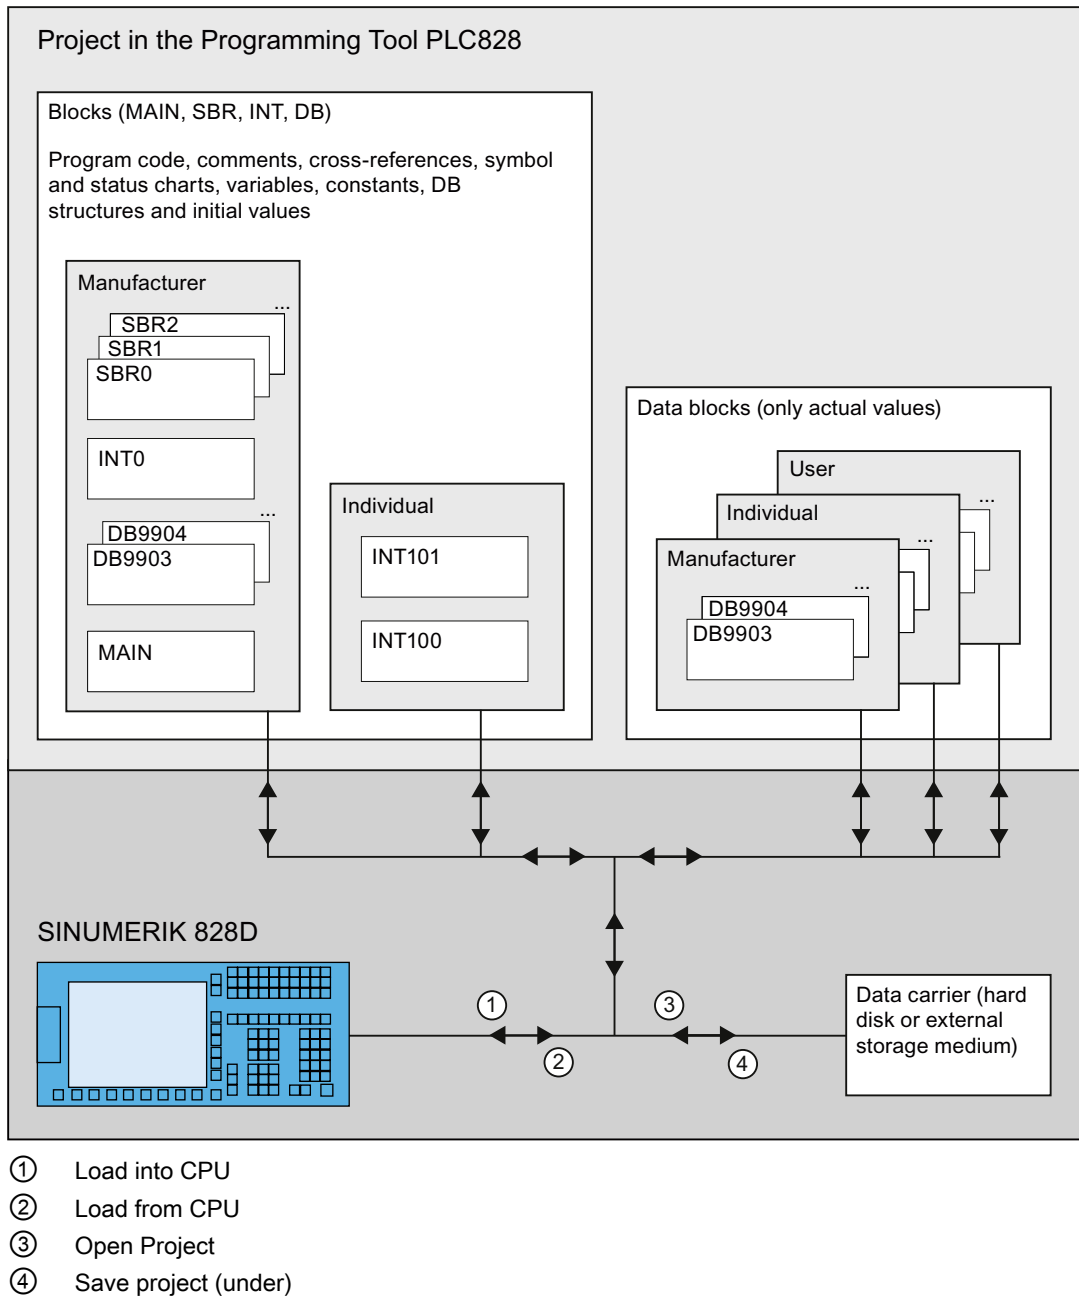 Project in the Programming Tool PLC828
Blocks (MAIN, SBR, INT, DB)
Program code, comments, cross-references, symbol
and status charts, variables, constants, DB
structures and initial values
Manufacturer
...
SBR2
SBR1
SBR0
INT0
...
DB9904
DB9903
MAIN
Individual
INT101
INT100
Data blocks (only actual values)
User
...
Individual
...
Manufacturer
...
DB9904
DB9903
SINUMERIK 828D
1
2
3
4
Data carrier (hard
disk or external
storage medium)
① Load into CPU
② Load from CPU
③ Open Project
④ Save project (under)